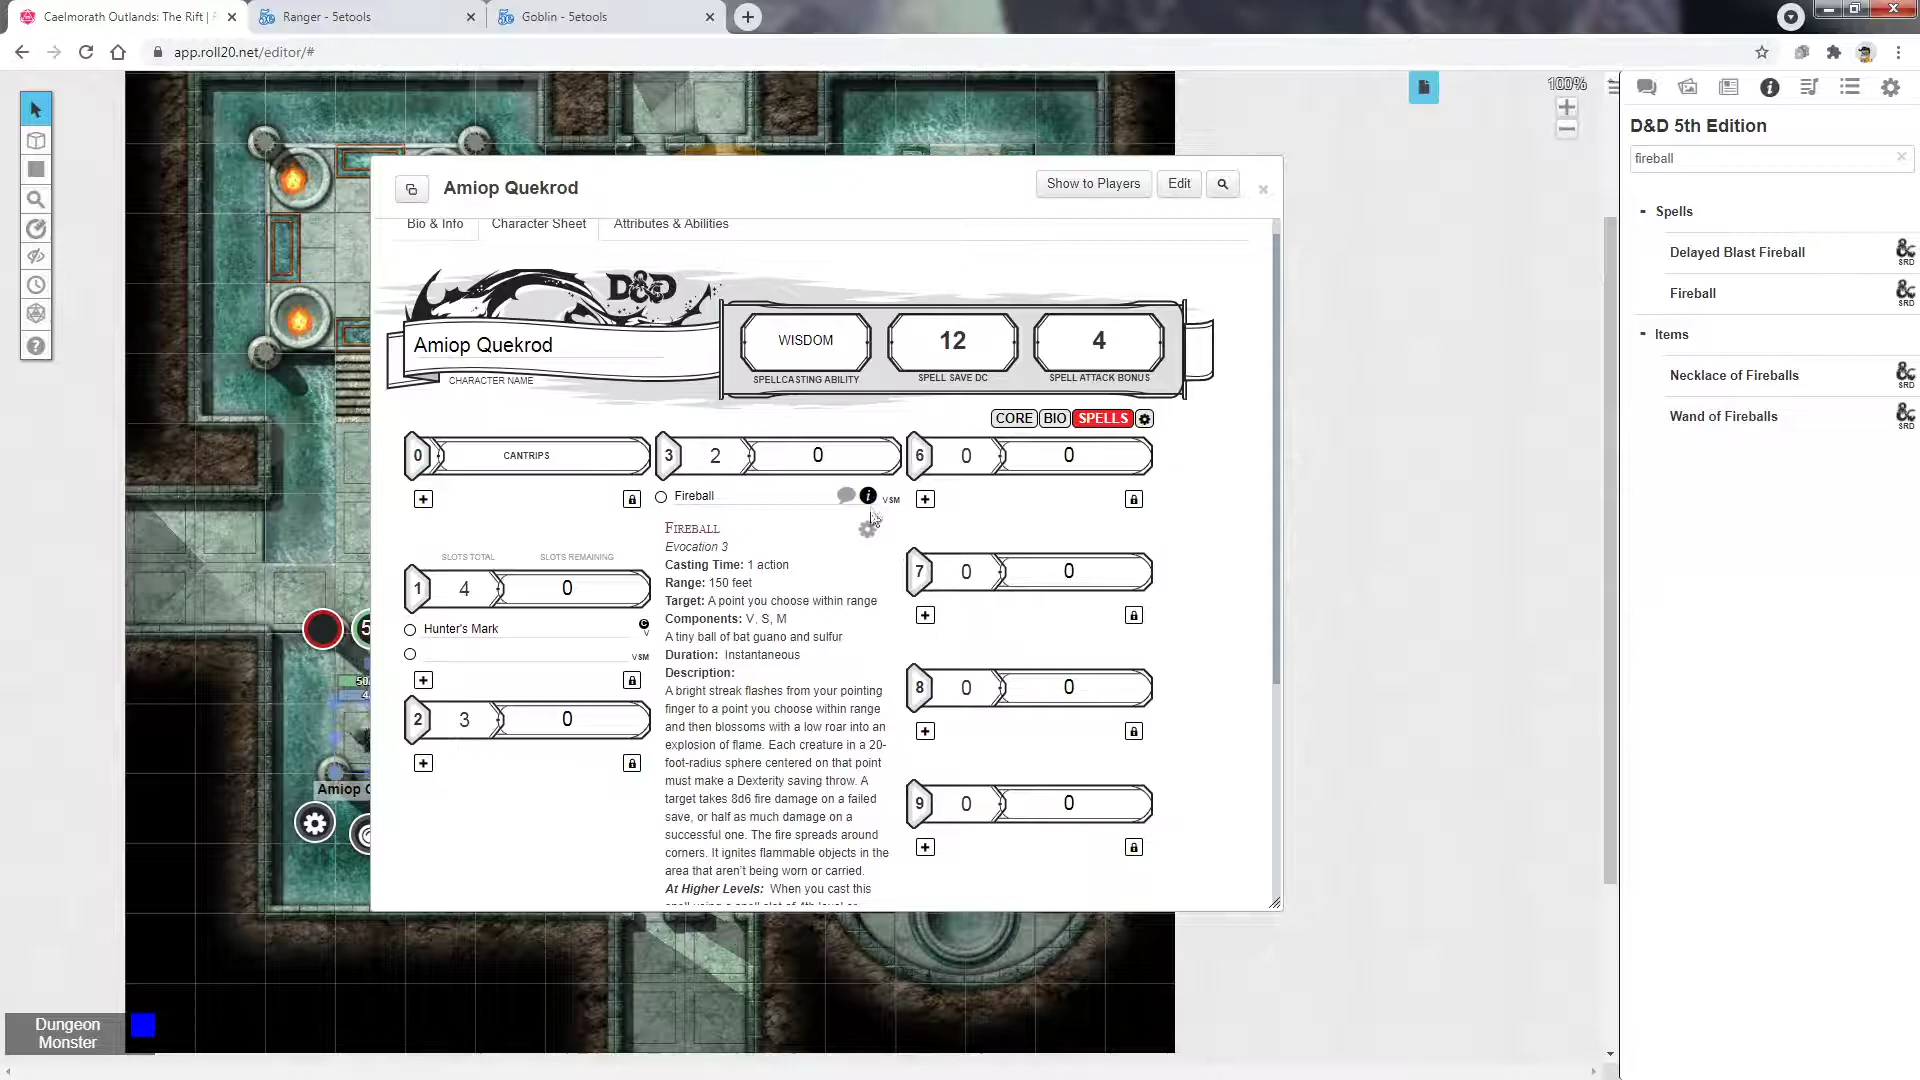 Caelmorath Outlands: The Rift |
Ranger - 5etools
Goblin - 5etools
app.roll20.net/editor/#
100%
D&D 5th Edition
fireball
Spells
Delayed Blast Fireball
SRD
Fireball
SRD
Items
Necklace of Fireballs
SRD
Wand of Fireballs
SRD
Amiop Quekrod
Show to Players
Edit
Bio & Info
Character Sheet
Attributes & Abilities
D&D
Amiop Quekrod
CHARACTER NAME
WISDOM
SPELLCASTING ABILITY
12
SPELL SAVE DC
4
SPELL ATTACK BONUS
CORE
BIO
SPELLS
0
CANTRIPS
SLOTS TOTAL
SLOTS REMAINING
1 4 0
Hunter's Mark
C
V
V S M
2 3 0
3 2 0
Fireball
V S M
FIREBALL
Evocation 3
Casting Time: 1 action
Range: 150 feet
Target: A point you choose within range
Components: V, S, M
A tiny ball of bat guano and sulfur
Duration: Instantaneous
Description:
A bright streak flashes from your pointing
finger to a point you choose within range
and then blossoms with a low roar into an
explosion of flame. Each creature in a 20-
foot-radius sphere centered on that point
must make a Dexterity saving throw. A
target takes 8d6 fire damage on a failed
save, or half as much damage on a
successful one. The fire spreads around
corners. It ignites flammable objects in the
area that aren't being worn or carried.
At Higher Levels: When you cast this
6 0 0
7 0 0
8 0 0
9 0 0
Amiop
Dungeon
Monster